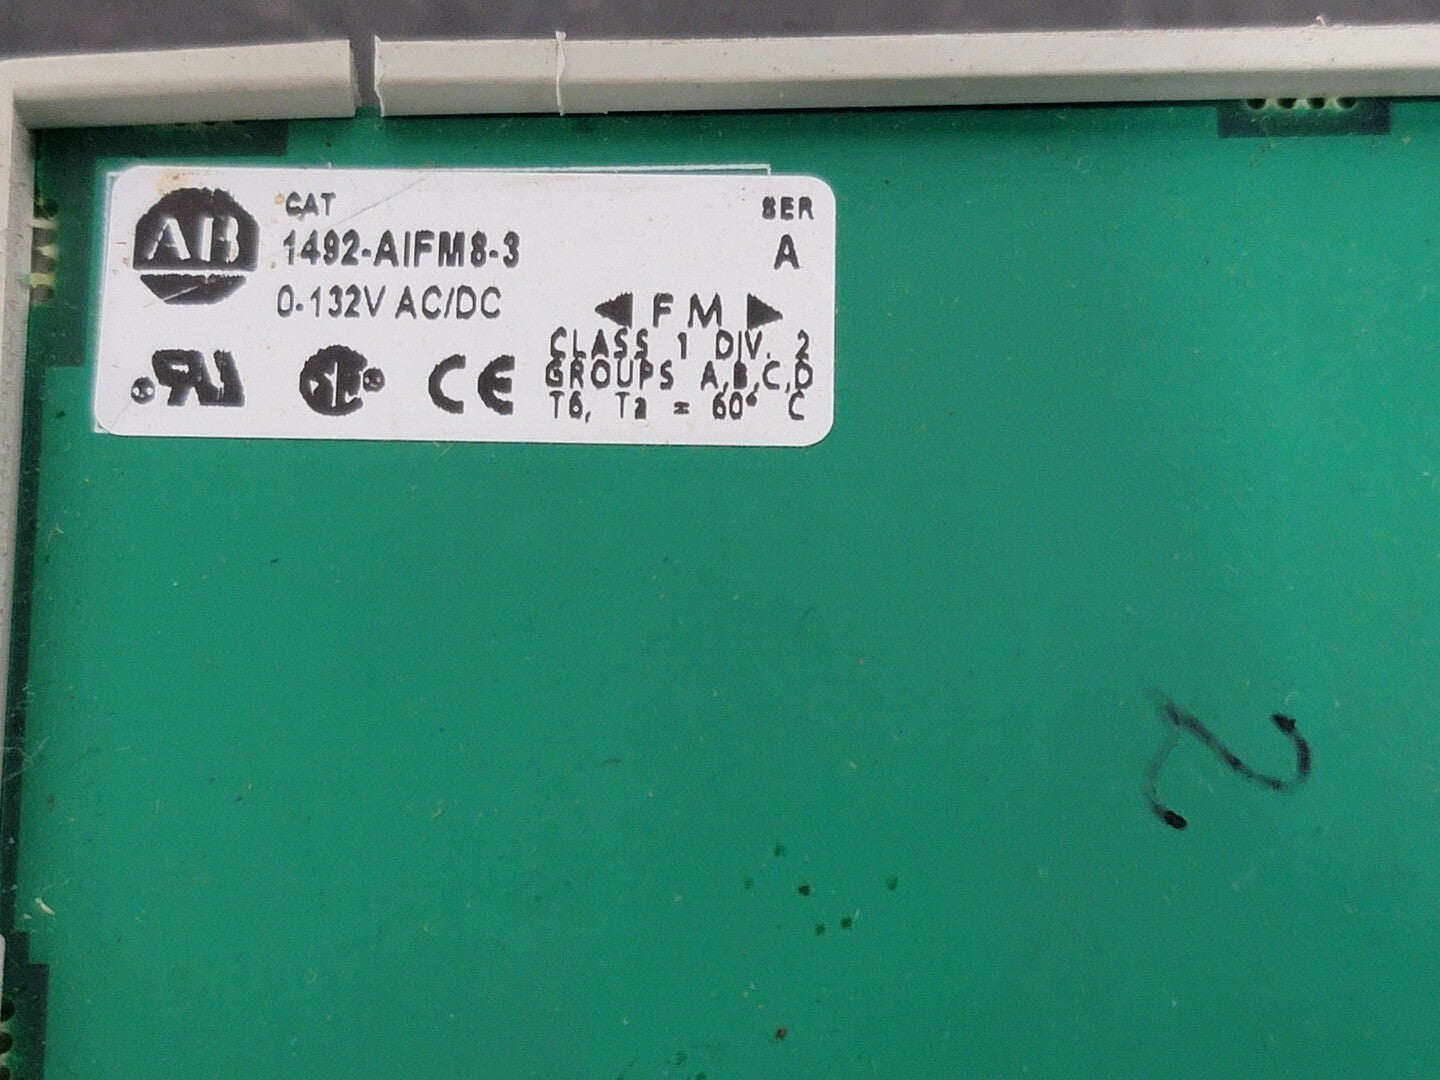 AB
CAT
SER
1492-AIFM8-3
A
0-132V AC/DC
FM
CLASS 1 DIV. 2
GROUPS A,B,C,D
T6, Ta = 60° C
CE
2